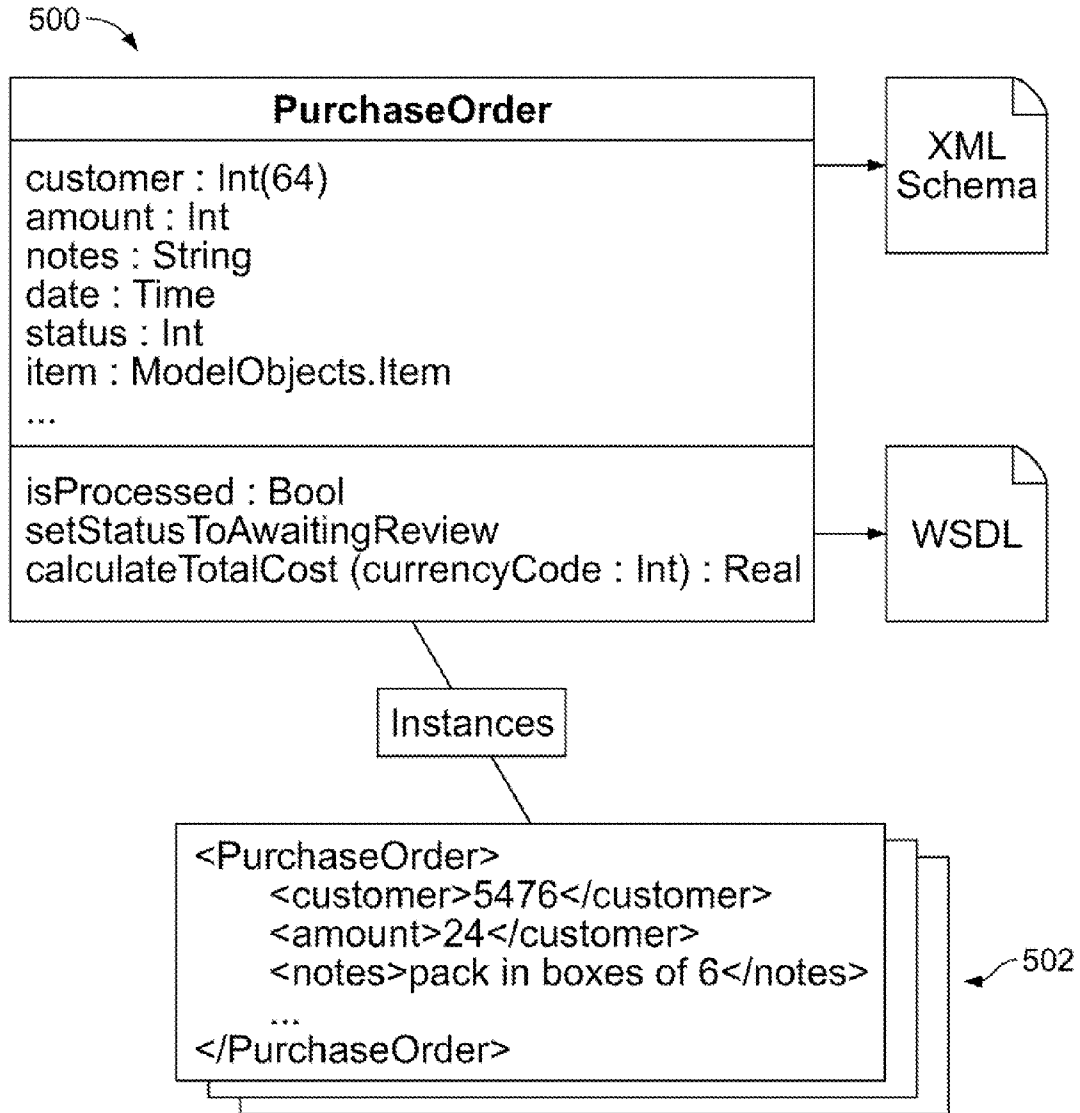 500
PurchaseOrder
customer : Int(64)
amount : Int
notes : String
date : Time
status : Int
item : ModelObjects.Item
...
XML
Schema
isProcessed : Bool
setStatusToAwaitingReview
calculateTotalCost (currencyCode : Int) : Real
WSDL
Instances
<PurchaseOrder>
<customer>5476</customer>
<amount>24</customer>
<notes>pack in boxes of 6</notes>
...
</PurchaseOrder>
502